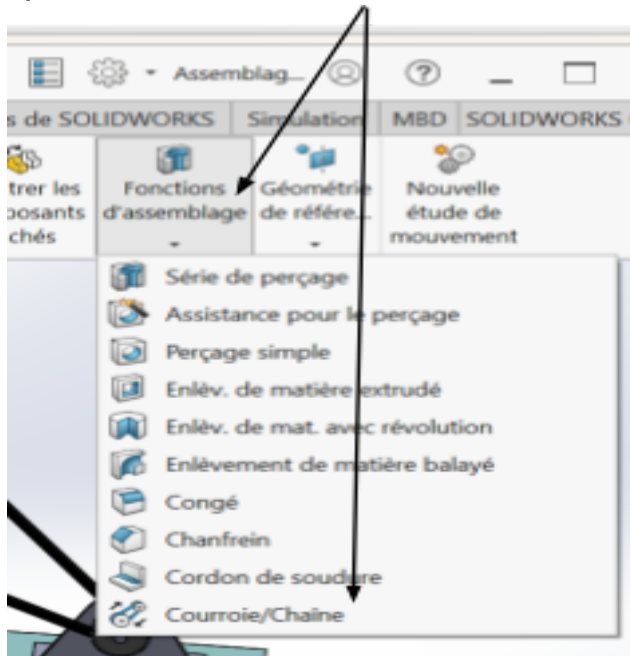 Assemblag...
s de SOLIDWORKS Simulation MBD SOLIDWORKS
trer les
posants
chés
Fonctions
d'assemblage
Géométrie
de référe...
Nouvelle
étude de
mouvement
Série de perçage
Assistance pour le perçage
Perçage simple
Enlèv. de matière extrudé
Enlèv. de mat. avec révolution
Enlèvement de matière balayé
Congé
Chanfrein
Cordon de soudure
Courroie/Chaîne